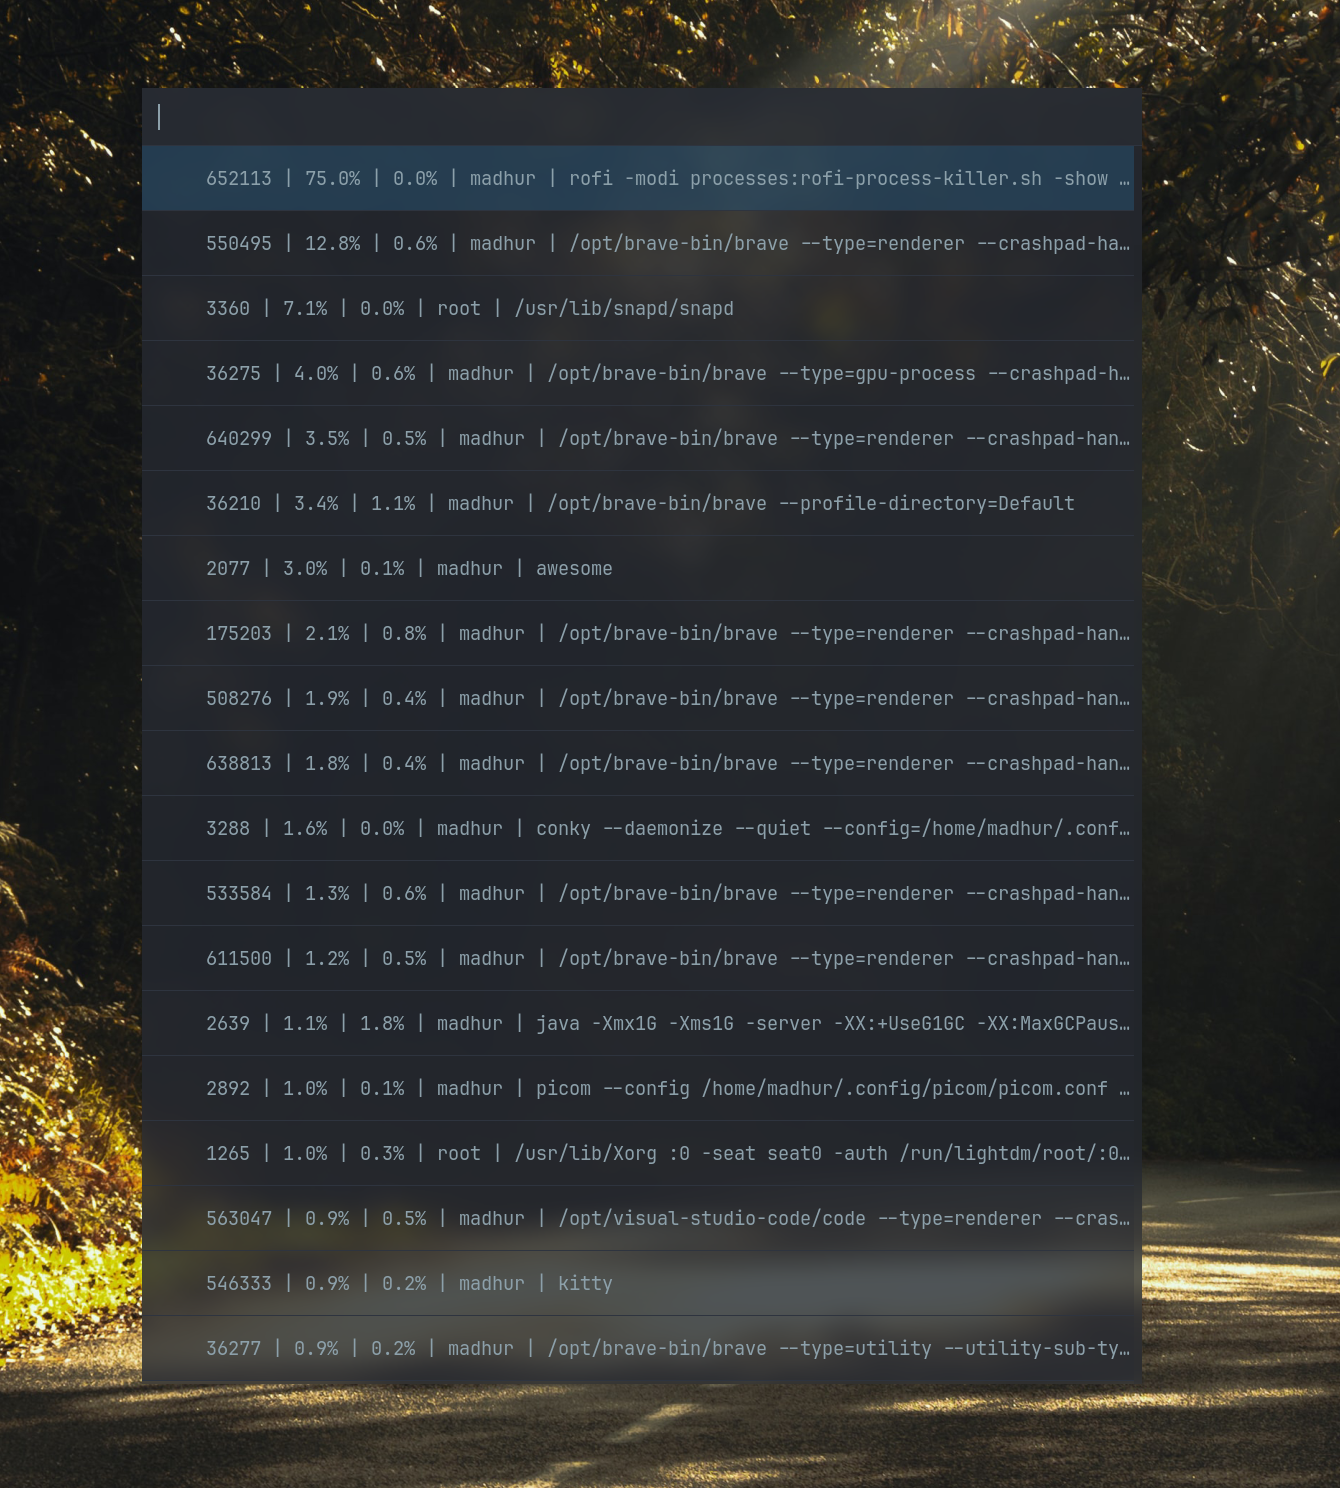 652113 | 75.0% | 0.0% | madhur | rofi -modi processes:rofi-process-killer.sh -show …
550495 | 12.8% | 0.6% | madhur | /opt/brave-bin/brave --type=renderer --crashpad-ha…
3360 | 7.1% | 0.0% | root | /usr/lib/snapd/snapd
36275 | 4.0% | 0.6% | madhur | /opt/brave-bin/brave --type=gpu-process --crashpad-h…
640299 | 3.5% | 0.5% | madhur | /opt/brave-bin/brave --type=renderer --crashpad-han…
36210 | 3.4% | 1.1% | madhur | /opt/brave-bin/brave --profile-directory=Default
2077 | 3.0% | 0.1% | madhur | awesome
175203 | 2.1% | 0.8% | madhur | /opt/brave-bin/brave --type=renderer --crashpad-han…
508276 | 1.9% | 0.4% | madhur | /opt/brave-bin/brave --type=renderer --crashpad-han…
638813 | 1.8% | 0.4% | madhur | /opt/brave-bin/brave --type=renderer --crashpad-han…
3288 | 1.6% | 0.0% | madhur | conky --daemonize --quiet --config=/home/madhur/.conf…
533584 | 1.3% | 0.6% | madhur | /opt/brave-bin/brave --type=renderer --crashpad-han…
611500 | 1.2% | 0.5% | madhur | /opt/brave-bin/brave --type=renderer --crashpad-han…
2639 | 1.1% | 1.8% | madhur | java -Xmx1G -Xms1G -server -XX:+UseG1GC -XX:MaxGCPaus…
2892 | 1.0% | 0.1% | madhur | picom --config /home/madhur/.config/picom/picom.conf …
1265 | 1.0% | 0.3% | root | /usr/lib/Xorg :0 -seat seat0 -auth /run/lightdm/root/:0…
563047 | 0.9% | 0.5% | madhur | /opt/visual-studio-code/code --type=renderer --cras…
546333 | 0.9% | 0.2% | madhur | kitty
36277 | 0.9% | 0.2% | madhur | /opt/brave-bin/brave --type=utility --utility-sub-ty…